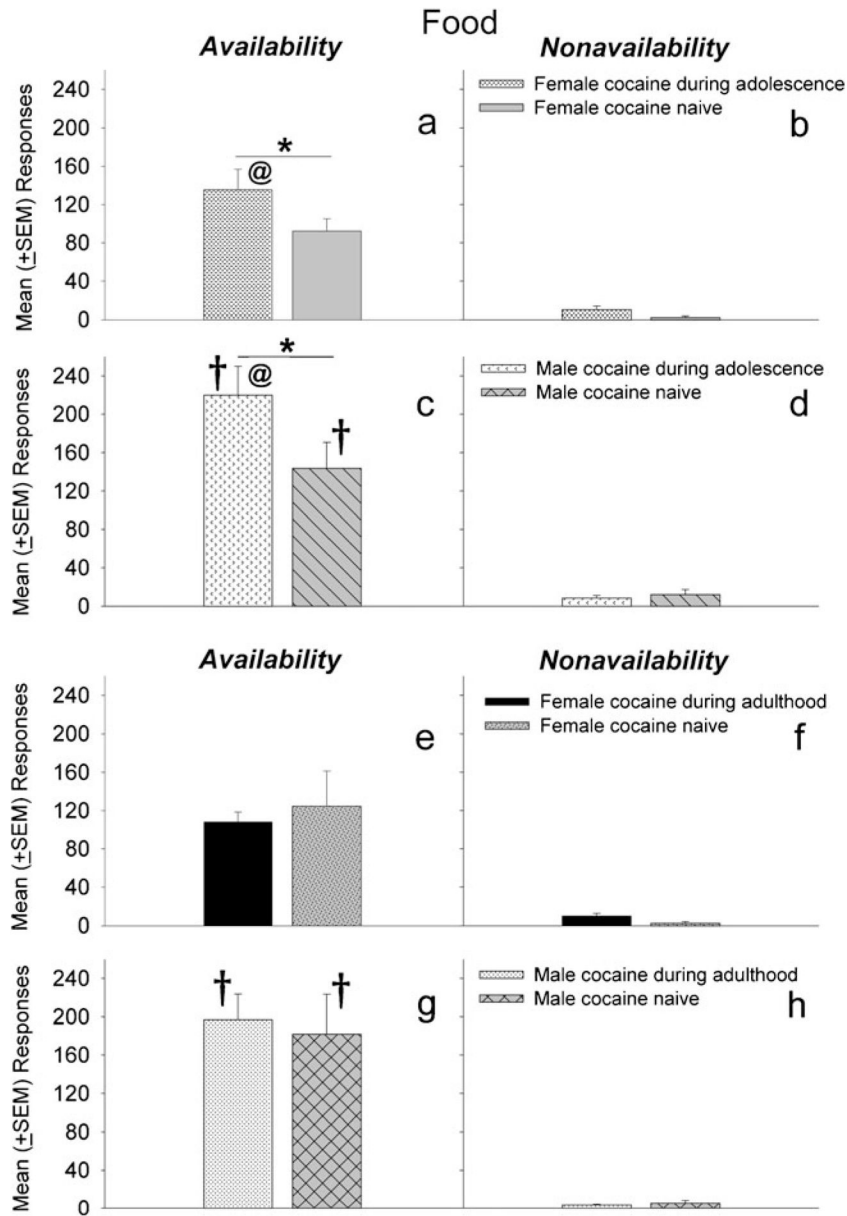 Food
Availability
Nonavailability
Mean (±SEM) Responses
240
200
160
120
80
40
0
*
@
a
Female cocaine during adolescence
Female cocaine naive
b
Mean (±SEM) Responses
240
200
160
120
80
40
0
†
*
@
†
c
Male cocaine during adolescence
Male cocaine naive
d
Availability
Nonavailability
Mean (±SEM) Responses
240
200
160
120
80
40
0
e
Female cocaine during adulthood
Female cocaine naive
f
Mean (±SEM) Responses
240
200
160
120
80
40
0
†
†
g
Male cocaine during adulthood
Male cocaine naive
h